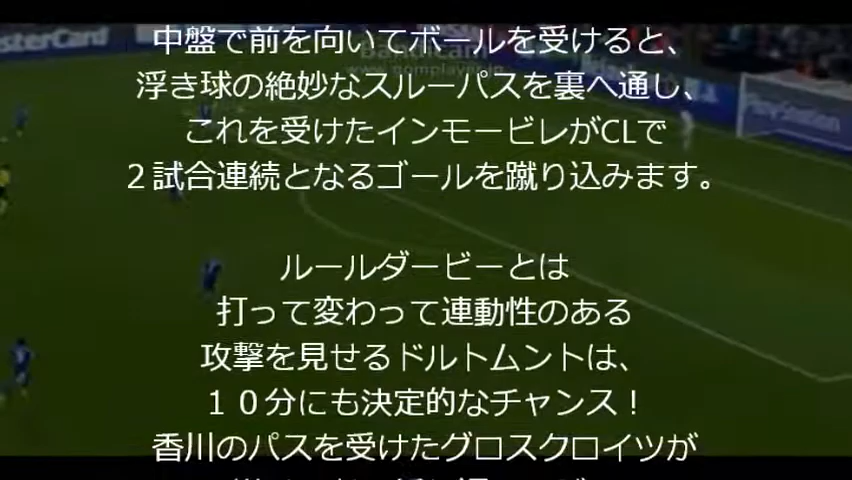 中盤で前を向いてボールを受けると、
浮き球の絶妙なスルーパスを裏へ通し、
これを受けたインモービレがCLで
２試合連続となるゴールを蹴り込みます。
ルールダービーとは
打って変わって連動性のある
攻撃を見せるドルトムントは、
１０分にも決定的なチャンス！
香川のパスを受けたグロスクロイツが
MasterCard
www.gomplayer.jp
PlayStation